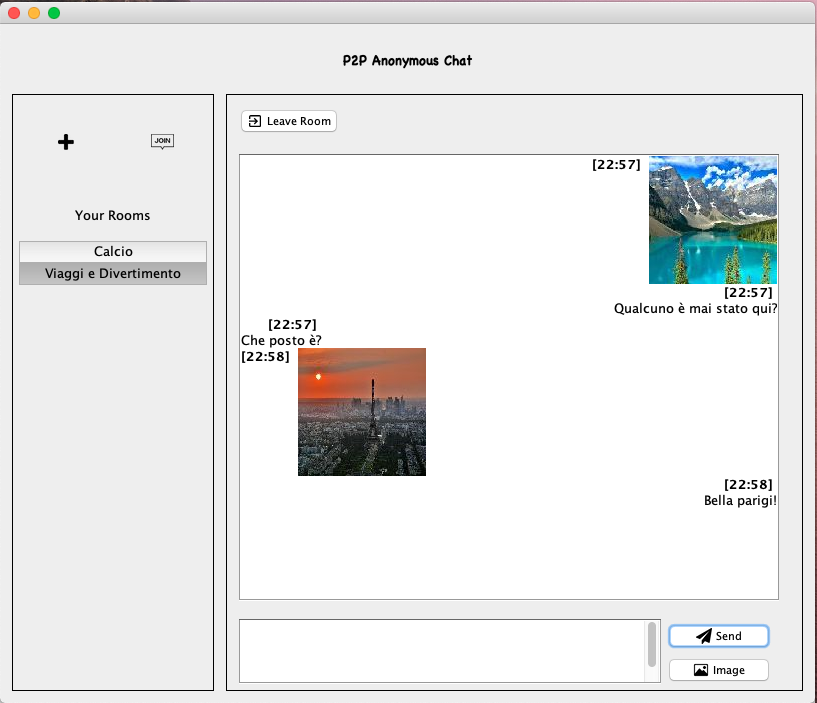 P2P Anonymous Chat
JOIN
Your Rooms
Calcio
Viaggi e Divertimento
Leave Room
[22:57]
[22:57]
Qualcuno è mai stato qui?
[22:57]
Che posto è?
[22:58]
[22:58]
Bella parigi!
Send
Image